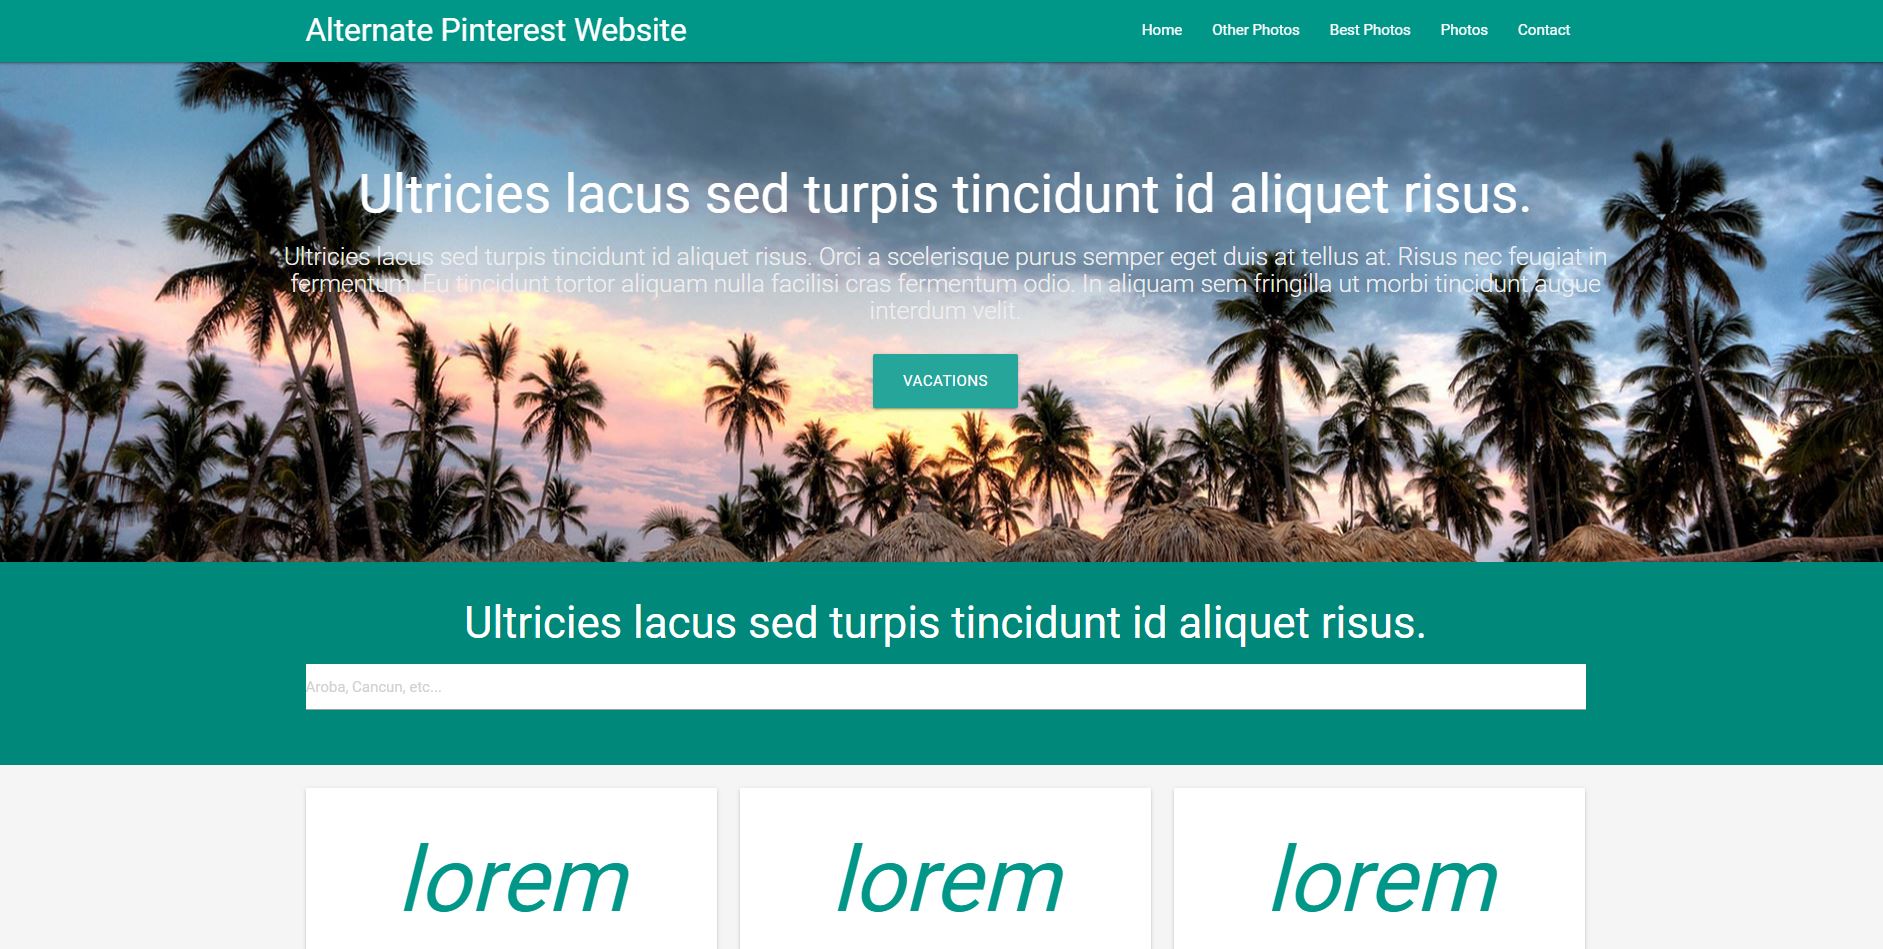 Alternate Pinterest Website
Home Other Photos Best Photos Photos Contact
Ultricies lacus sed turpis tincidunt id aliquet risus.
Ultricies lacus sed turpis tincidunt id aliquet risus. Orci a scelerisque purus semper eget duis at tellus at. Risus nec feugiat in
fermentum. Eu tincidunt tortor aliquam nulla facilisi cras fermentum odio. In aliquam sem fringilla ut morbi tincidunt augue
interdum velit.
VACATIONS
Ultricies lacus sed turpis tincidunt id aliquet risus.
Aroba, Cancun, etc...
lorem lorem lorem